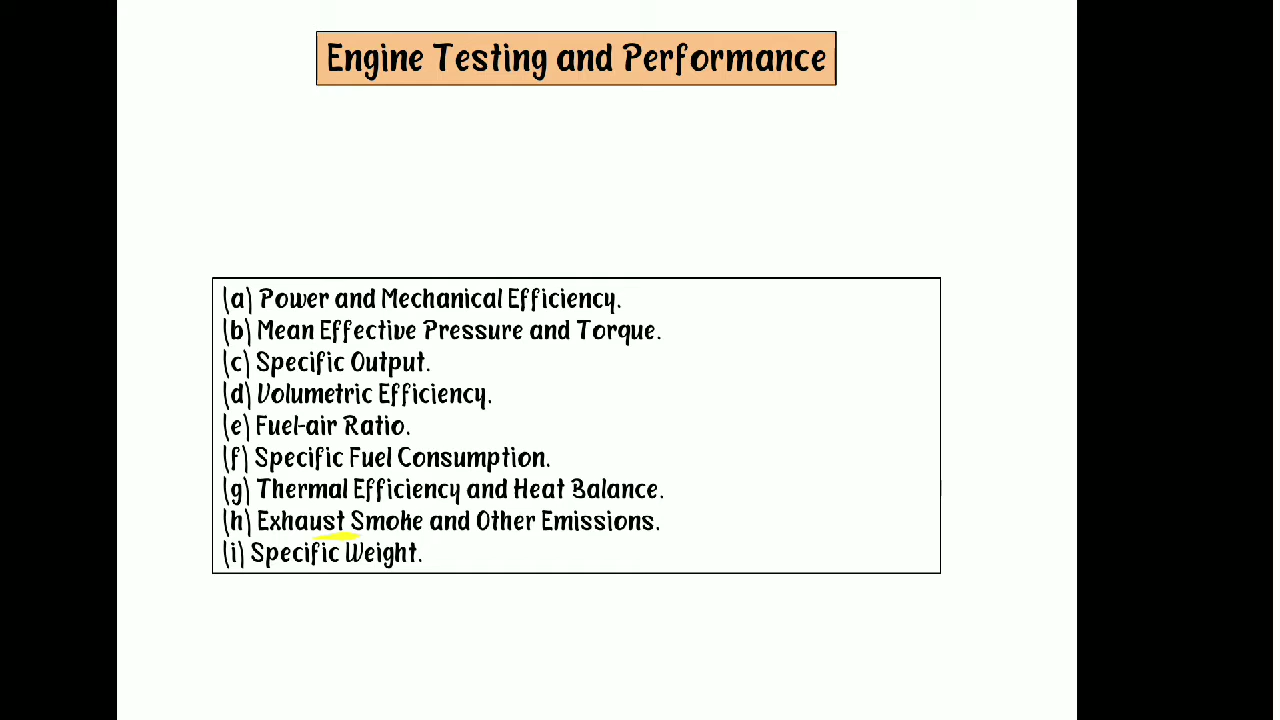 Engine Testing and Performance
(a) Power and Mechanical Efficiency.
(b) Mean Effective Pressure and Torque.
(c) Specific Output.
(d) Volumetric Efficiency.
(e) Fuel-air Ratio.
(f) Specific Fuel Consumption.
(g) Thermal Efficiency and Heat Balance.
(h) Exhaust Smoke and Other Emissions.
(i) Specific Weight.